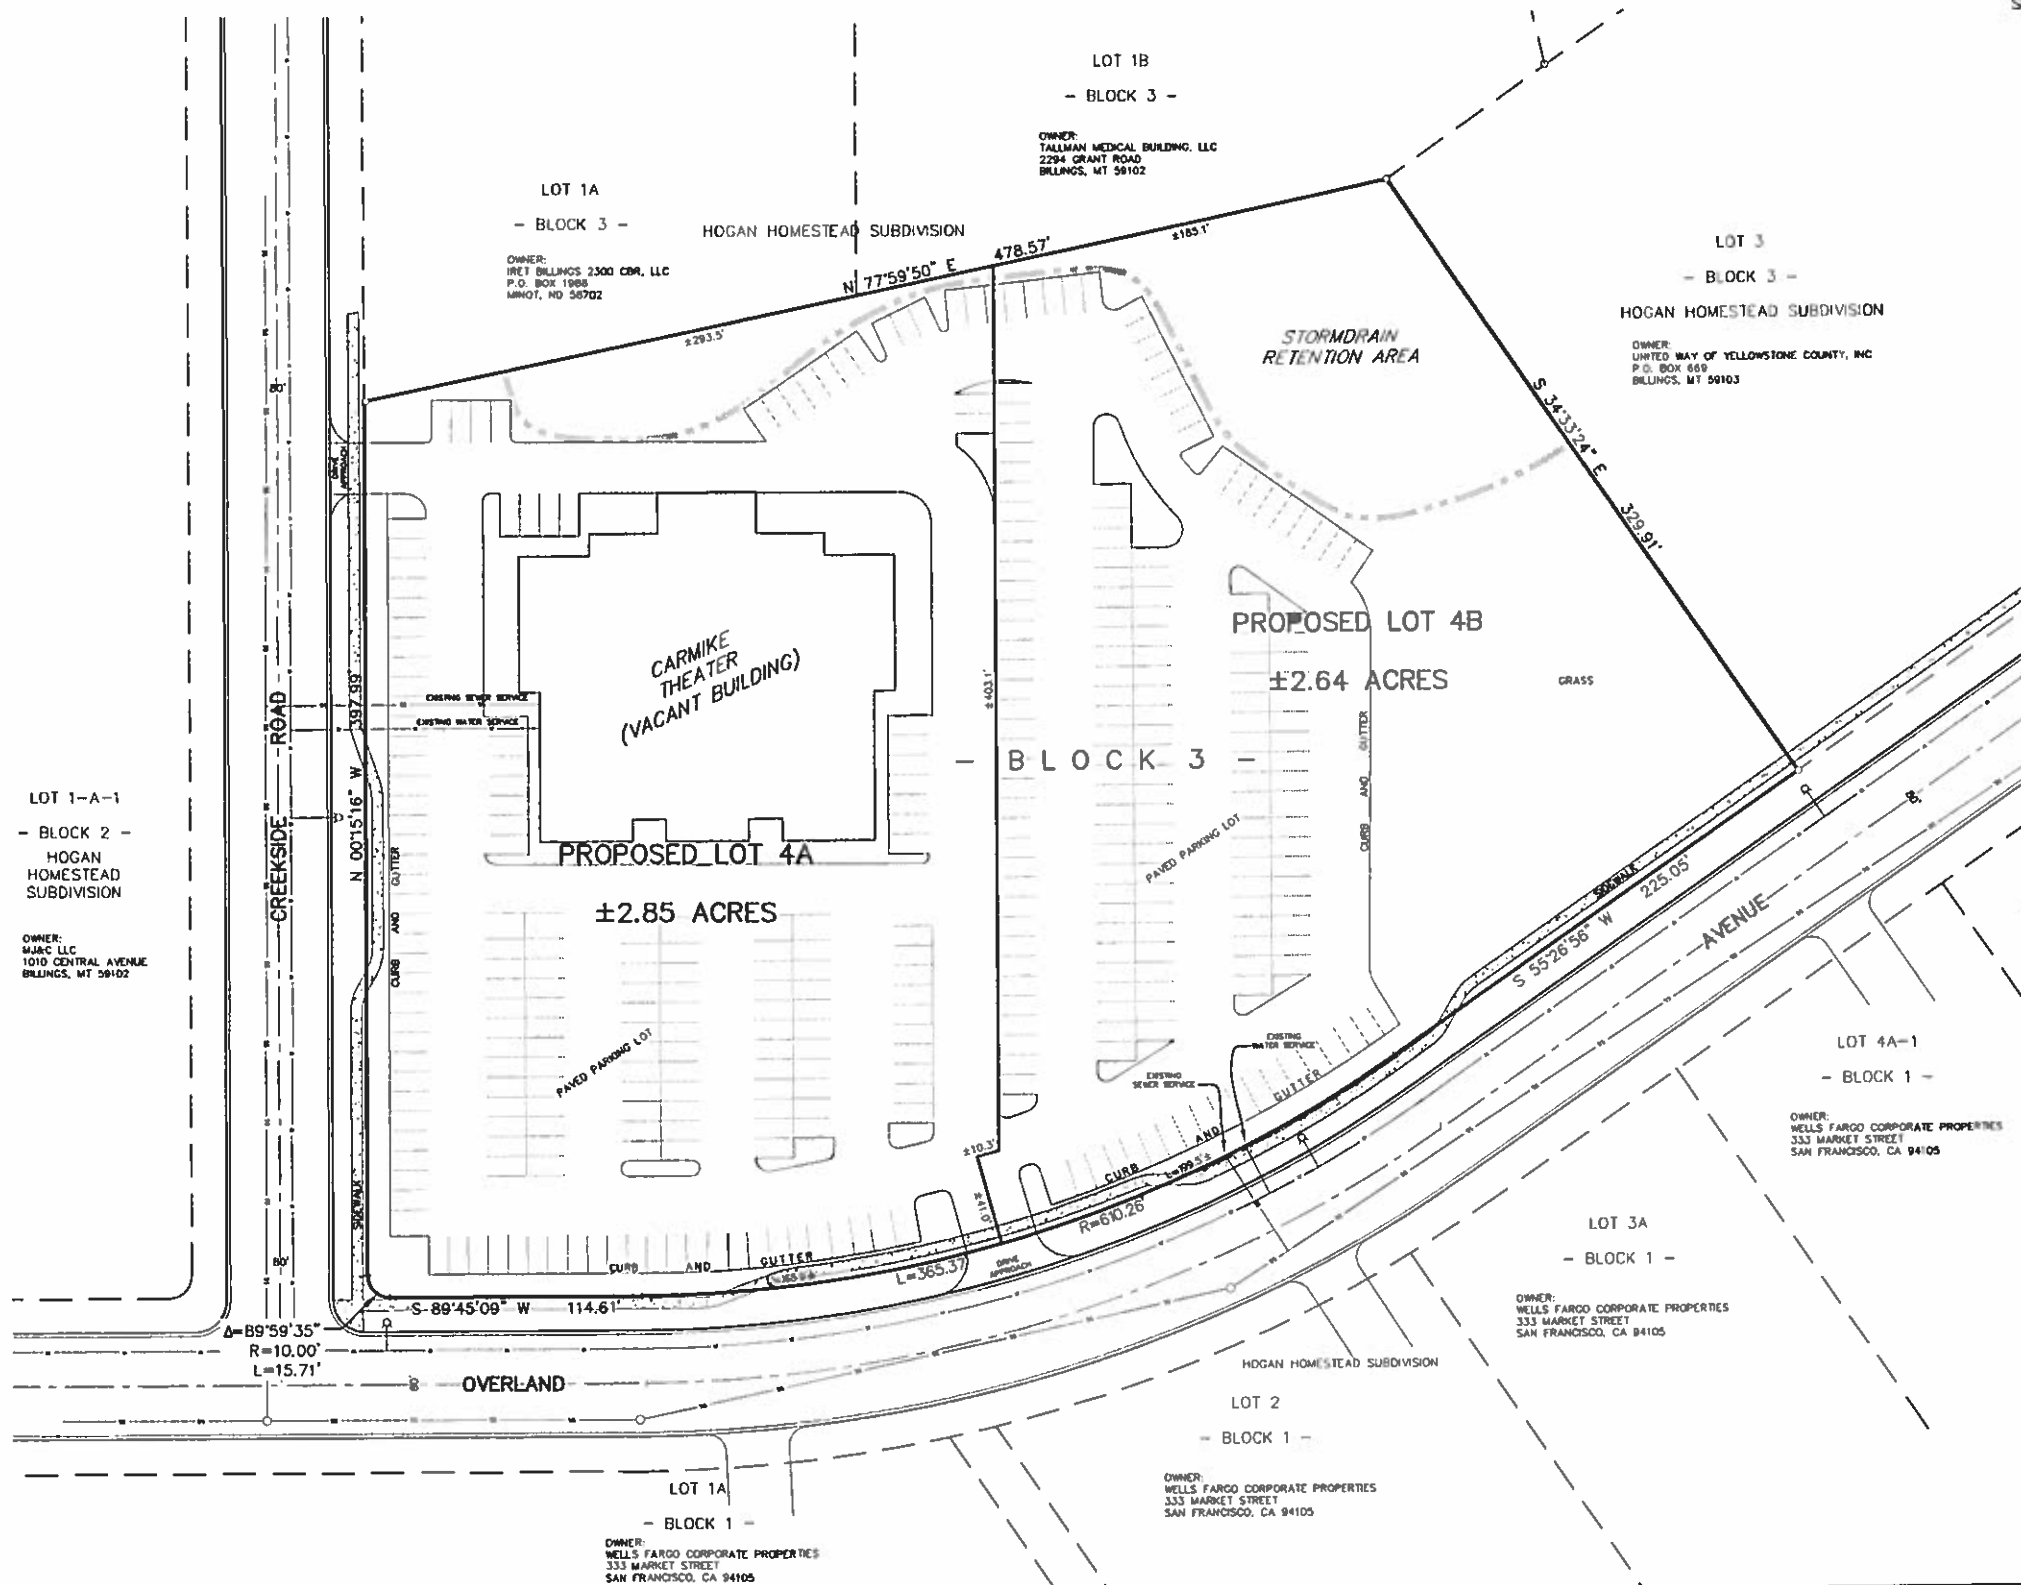 LOT 1B
- BLOCK 3 -
OWNER:
TALLMAN MEDICAL BUILDING, LLC
2294 GRANT ROAD
BILLINGS, MT 59102
LOT 1A
- BLOCK 3 -
OWNER:
IRET BILLINGS 2300 CBR, LLC
P.O. BOX 1988
MINOT, ND 58702
HOGAN HOMESTEAD SUBDIVISION
N 77°59'50" E
478.57'
±185.1'
±293.5'
LOT 3
- BLOCK 3 -
HOGAN HOMESTEAD SUBDIVISION
OWNER:
UNITED WAY OF YELLOWSTONE COUNTY, INC
P.O. BOX 669
BILLINGS, MT 59103
STORMDRAIN
RETENTION AREA
S 34°33'24" E
329.91'
80'
DRIVE
APPROACH
CARMIKE
THEATER
(VACANT BUILDING)
EXISTING SEWER SERVICE
EXISTING WATER SERVICE
PROPOSED LOT 4B
±2.64 ACRES
GRASS
±403.1'
- BLOCK 3 -
CURB AND GUTTER
PAVED PARKING LOT
CREEKSIDE ROAD
N 00°15'16" W
397.99'
CURB AND GUTTER
LOT 1-A-1
- BLOCK 2 -
HOGAN
HOMESTEAD
SUBDIVISION
OWNER:
MJ&C LLC
1010 CENTRAL AVENUE
BILLINGS, MT 59102
PROPOSED LOT 4A
±2.85 ACRES
PAVED PARKING LOT
80'
SIDEWALK
S 55°26'56" W
225.05'
AVENUE
EXISTING
WATER SERVICE
EXISTING
SEWER SERVICE
LOT 4A-1
- BLOCK 1 -
OWNER:
WELLS FARGO CORPORATE PROPERTIES
333 MARKET STREET
SAN FRANCISCO, CA 94105
±10.3'
±41.0'
CURB AND GUTTER
L=199.5'±
R=610.26'
L=365.37'
DRIVE
APPROACH
SIDEWALK
80'
CURB AND GUTTER
S 89°45'09" W
114.61'
Δ=89°59'35"
R=10.00'
L=15.71'
OVERLAND
LOT 3A
- BLOCK 1 -
OWNER:
WELLS FARGO CORPORATE PROPERTIES
333 MARKET STREET
SAN FRANCISCO, CA 94105
HOGAN HOMESTEAD SUBDIVISION
LOT 2
- BLOCK 1 -
OWNER:
WELLS FARGO CORPORATE PROPERTIES
333 MARKET STREET
SAN FRANCISCO, CA 94105
LOT 1A
- BLOCK 1 -
OWNER:
WELLS FARGO CORPORATE PROPERTIES
333 MARKET STREET
SAN FRANCISCO, CA 94105